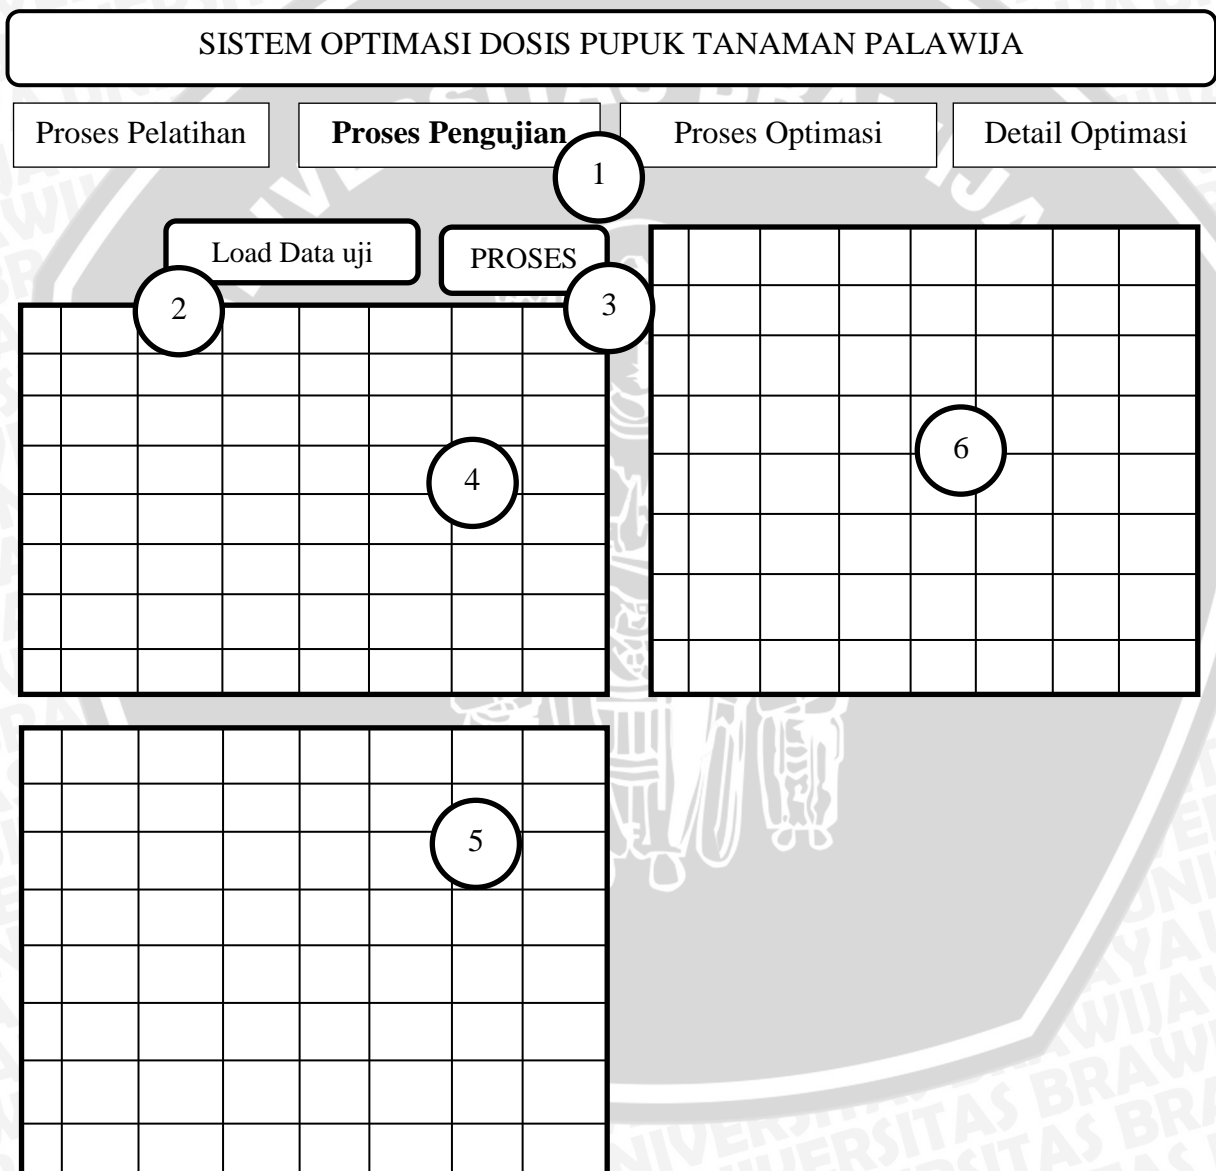 SISTEM OPTIMASI DOSIS PUPUK TANAMAN PALAWIJA
Proses Pelatihan
Proses Pengujian
Proses Optimasi
Detail Optimasi
1
Load Data uji
PROSES
2
3
4
6
5